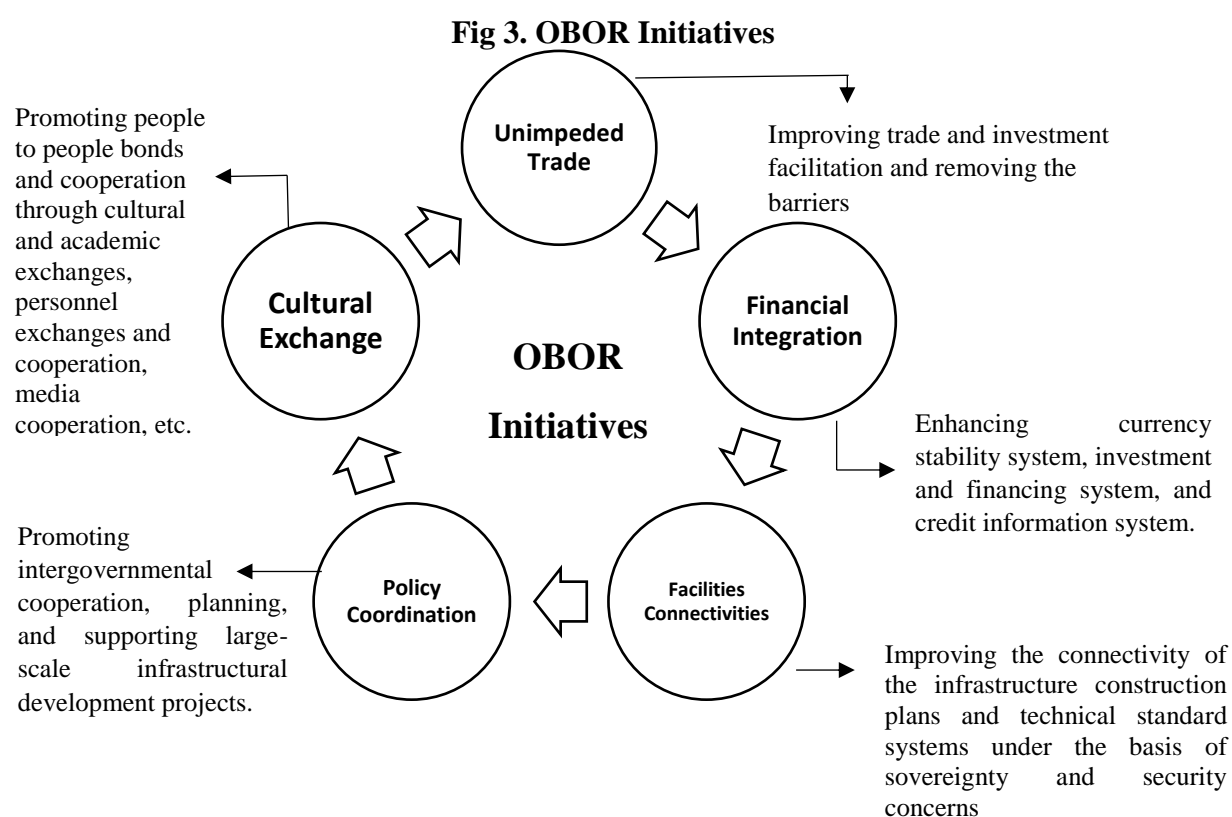 Fig 3. OBOR Initiatives
Unimpeded
Trade
Improving trade and investment
facilitation and removing the
barriers
Promoting people
to people bonds
and cooperation
through cultural
and academic
exchanges,
personnel
exchanges and
cooperation,
media
cooperation, etc.
Cultural
Exchange
Financial
Integration
OBOR
Initiatives
Enhancing currency
stability system, investment
and financing system, and
credit information system.
Promoting
intergovernmental
cooperation, planning,
and supporting large-
scale infrastructural
development projects.
Policy
Coordination
Facilities
Connectivities
Improving the connectivity of
the infrastructure construction
plans and technical standard
systems under the basis of
sovereignty and security
concerns